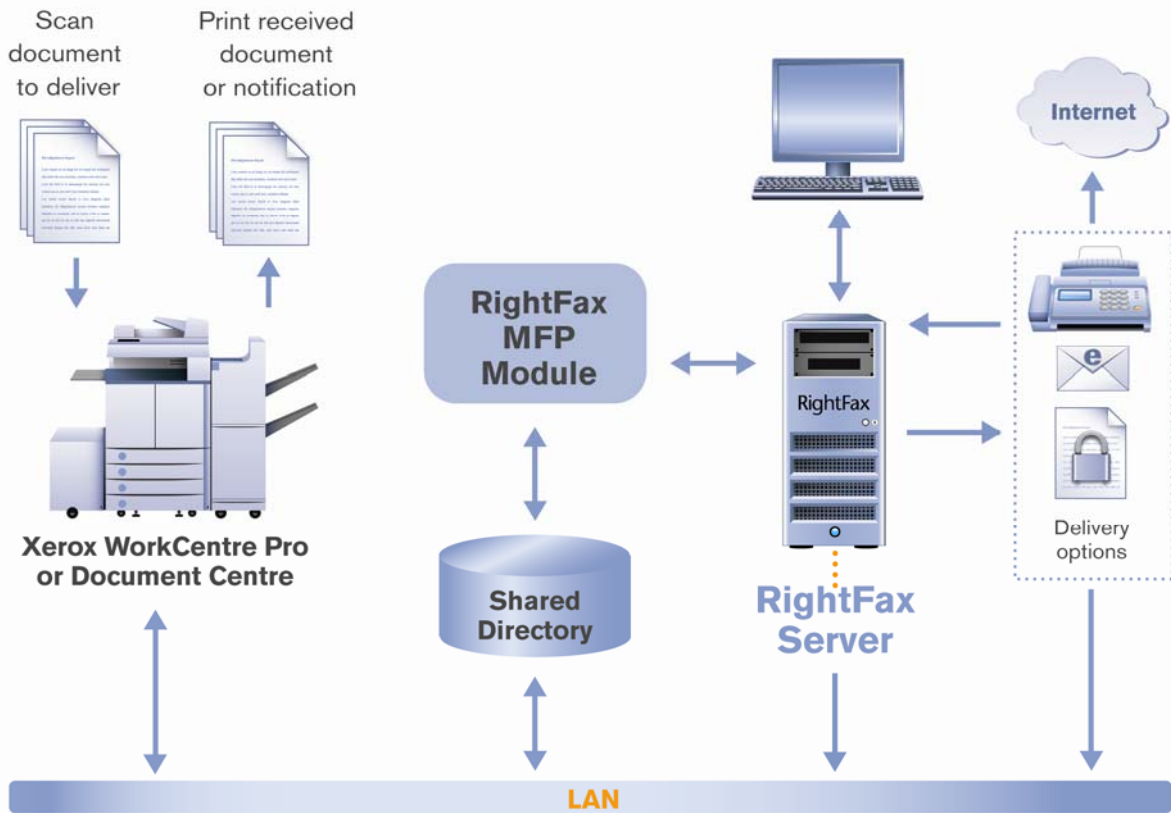 Scan
document
to deliver
Print received
document
or notification
Internet
RightFax
MFP
Module
RightFax
e
Delivery
options
Xerox WorkCentre Pro
or Document Centre
Shared
Directory
RightFax
Server
LAN